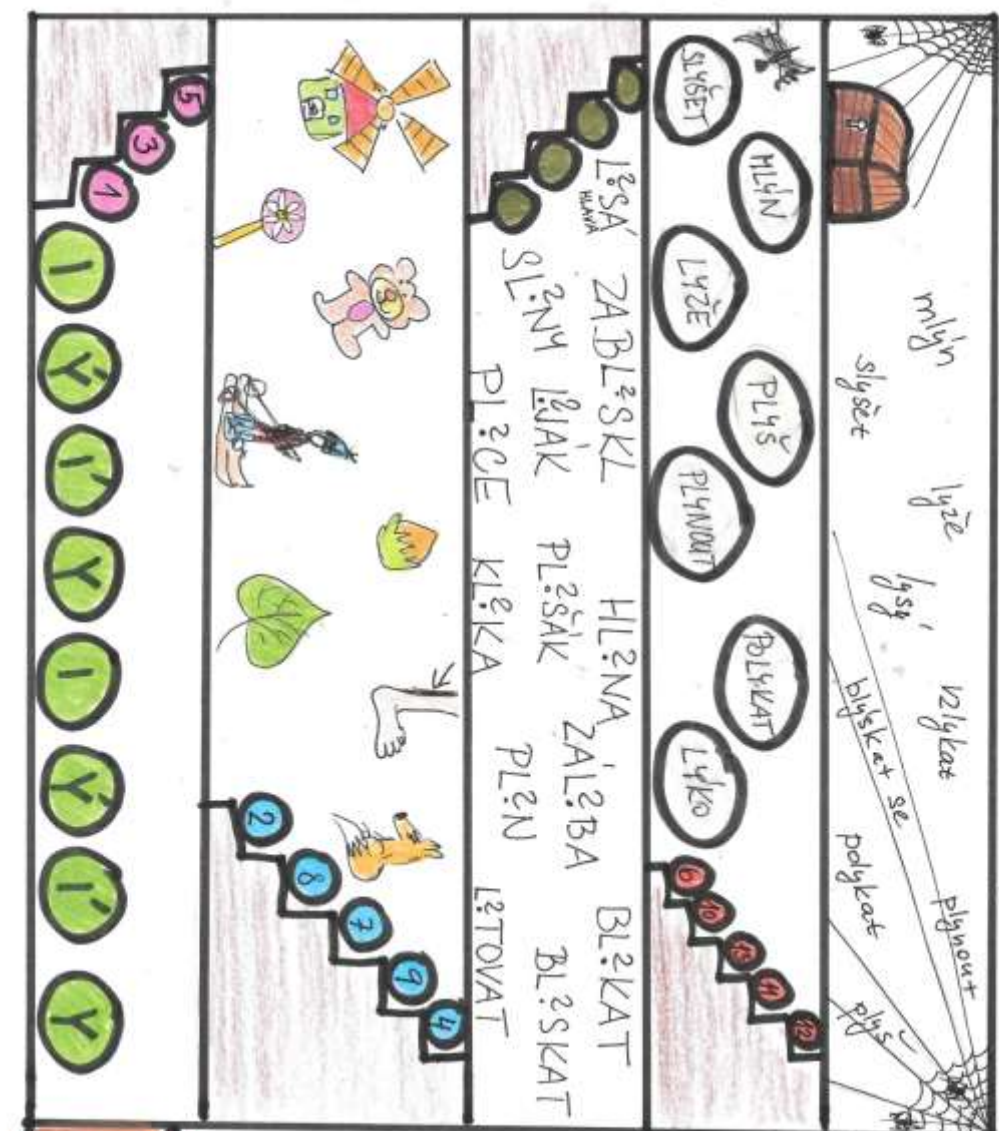 mlýn lyže lysý vzlykat plynout
slyšet blýskat se polykat plyš
MLÝN PLYŠ POLYKAT
SLYŠET LYŽE PLYNOUT LÝKO
6 10 13 11 12
L?SÁ ZABL?SKL HL?NA BL?KAT
HLAVA
SL?NY L?JÁK PL?ŠÁK ZÁL?BA BL?SKAT
PL?CE KL?KA PL?N L?TOVAT
2 8 7 9 4
5 3 1
I Ý Í Y I Ý Í Y